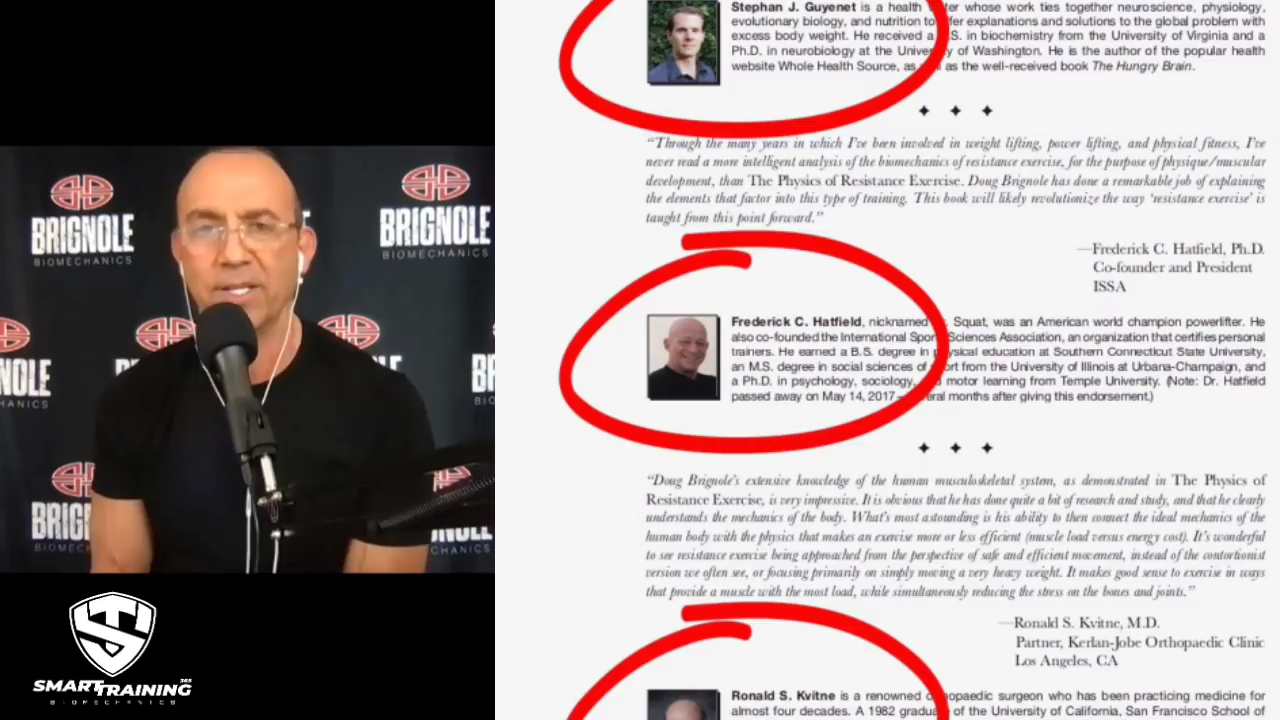 BRIGNOLE
BIOMECHANICS
BRIGNOLE
BIOMECHANICS
SMART TRAINING 365
BIOMECHANICS
Stephan J. Guyenet is a health whose work ties together neuroscience, physiology,
evolutionary biology, and nutrition to explanations and solutions to the global problem with
excess body weight. He received a in biochemistry from the University of Virginia and a
Ph.D. in neurobiology at the of Washington. He is the author of the popular health
website Whole Health Source, as the well-received book The Hungry Brain.
“Through the many years in which I’ve been involved in weight lifting, power lifting, and physical fitness, I’ve
never read a more intelligent analysis of the biomechanics of resistance exercise, for the purpose of physique/muscular
development, than The Physics of Resistance Exercise. Doug Brignole has done a remarkable job of explaining
the elements that factor into this type of training. This book will likely revolutionize the way ‘resistance exercise’ is
taught from this point forward.”
—Frederick C. Hatfield, Ph.D.
Co-founder and President
ISSA
Frederick C. Hatfield, nicknamed Squat, was an American world champion powerlifter. He
also co-founded the International Sciences Association, an organization that certifies personal
trainers. He earned a B.S. degree in physical education at Southern Connecticut State University,
an M.S. degree in social sciences of from the University of Illinois at Urbana-Champaign, and
a Ph.D. in psychology, sociology, motor learning from Temple University. (Note: Dr. Hatfield
passed away on May 14, 2017— months after giving this endorsement.)
“Doug Brignole’s extensive knowledge of the human musculoskeletal system, as demonstrated in The Physics of
Resistance Exercise, is very impressive. It is obvious that he has done quite a bit of research and study, and that he clearly
understands the mechanics of the body. What’s most astounding is his ability to then connect the ideal mechanics of the
human body with the physics that makes an exercise more or less efficient (muscle load versus energy cost). It’s wonderful
to see resistance exercise being approached from the perspective of safe and efficient movement, instead of the contortionist
version we often see, or focusing primarily on simply moving a very heavy weight. It makes good sense to exercise in ways
that provide a muscle with the most load, while simultaneously reducing the stress on the bones and joints.”
—Ronald S. Kvitne, M.D.
Partner, Kerlan-Jobe Orthopaedic Clinic
Los Angeles, CA
Ronald S. Kvitne is a renowned surgeon who has been practicing medicine for
almost four decades. A 1982 of the University of California, San Francisco School of